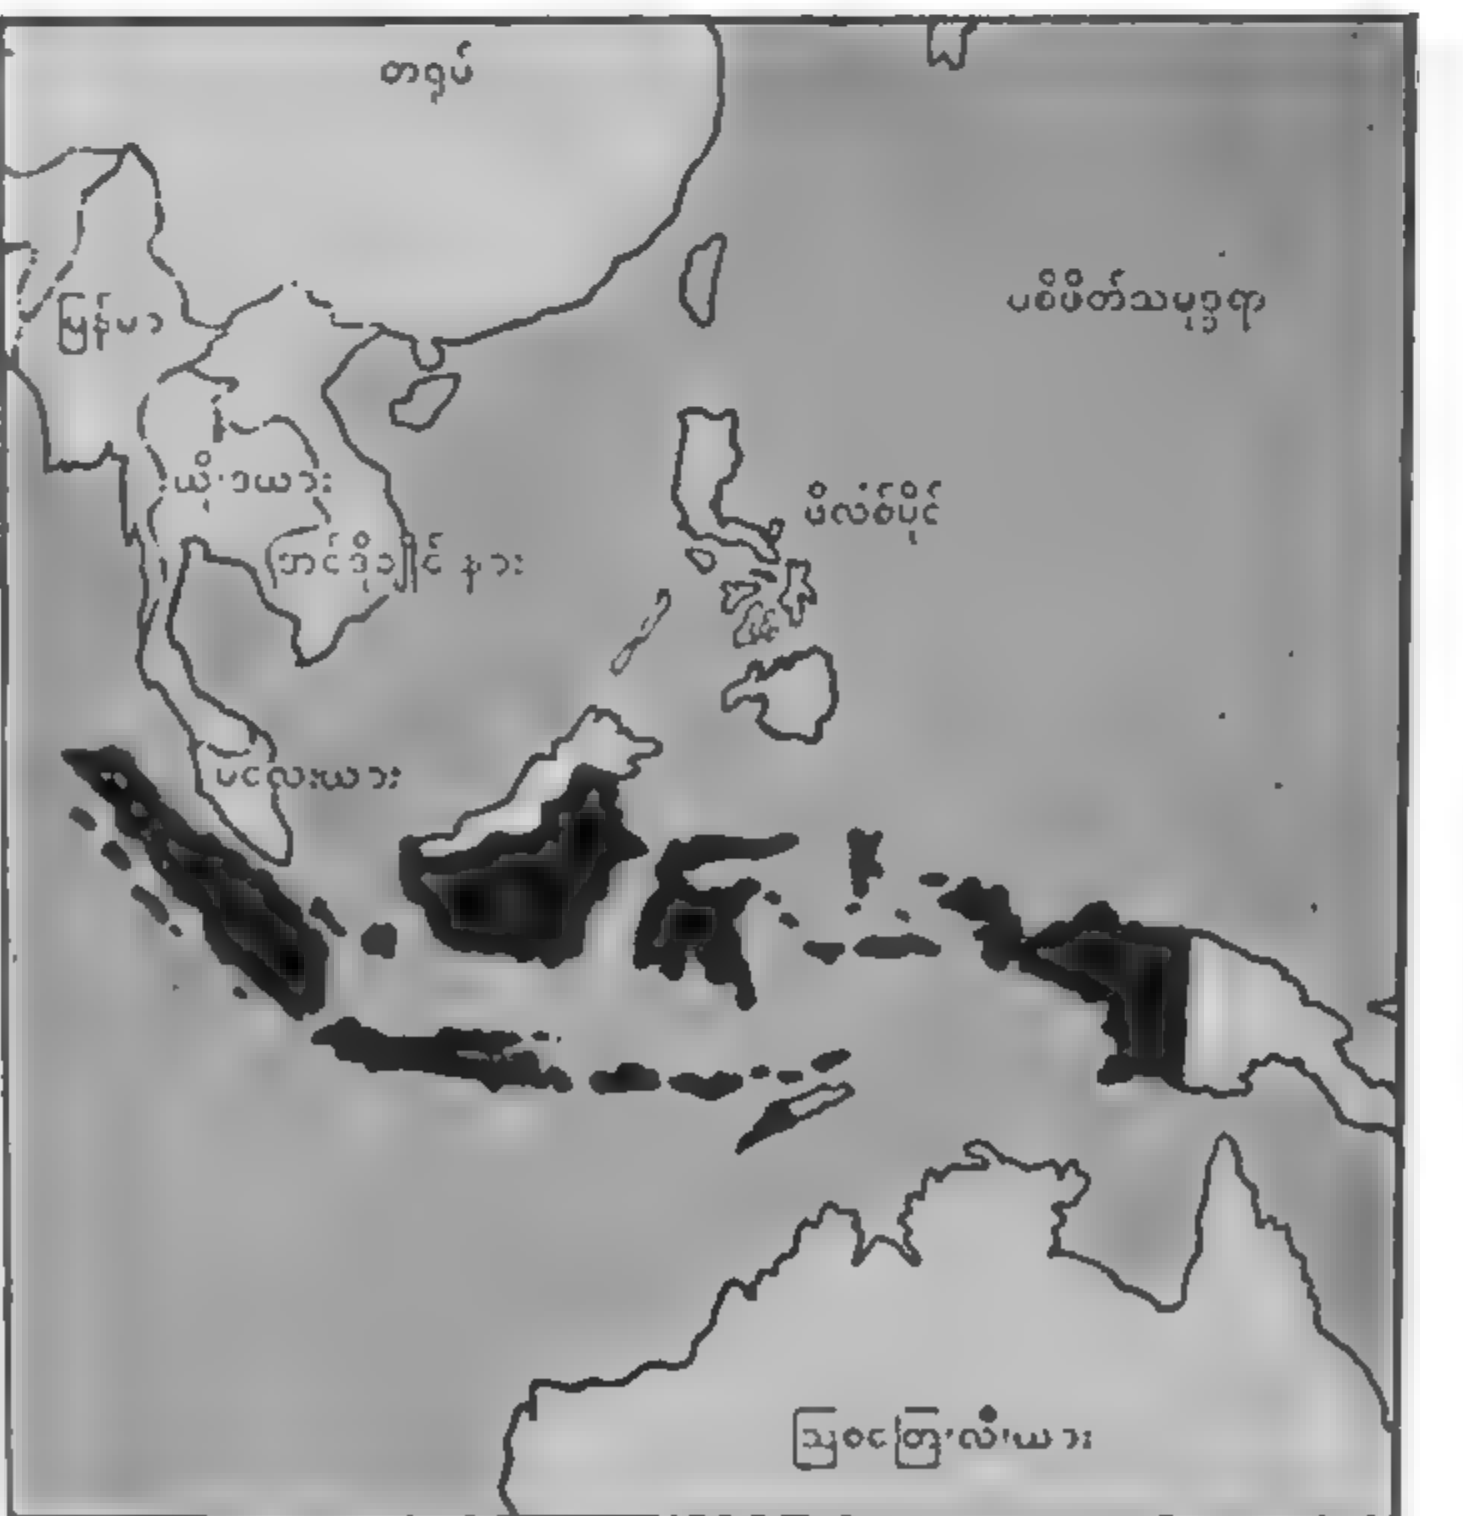 တရုမ်
ပစိဖိတ်သမုဒ္ဒရာ
မြန်မာ
ယိုးဒယား
ဖိလစ်ပိုင်
အင်ဒိုချိုင်နား
မလေးယား
ဩစတြေးလီးယား